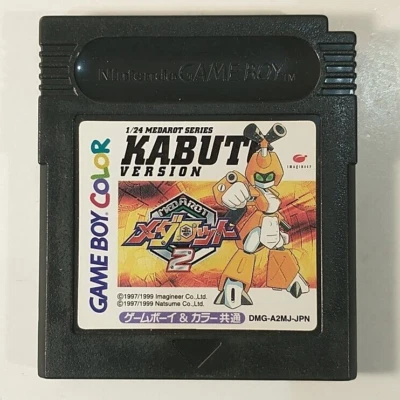 Nintendo GAME BOY TM
1/24 MEDAROT SERIES
KABUTO
VERSION
imagineer
GAME BOY COLOR
MEDAROT
メダロット
2
©1997/1999 Imagineer Co.,Ltd.
©1997/1999 Natsume Co.,Ltd.
ゲームボーイ & カラー共通
DMG-A2MJ-JPN